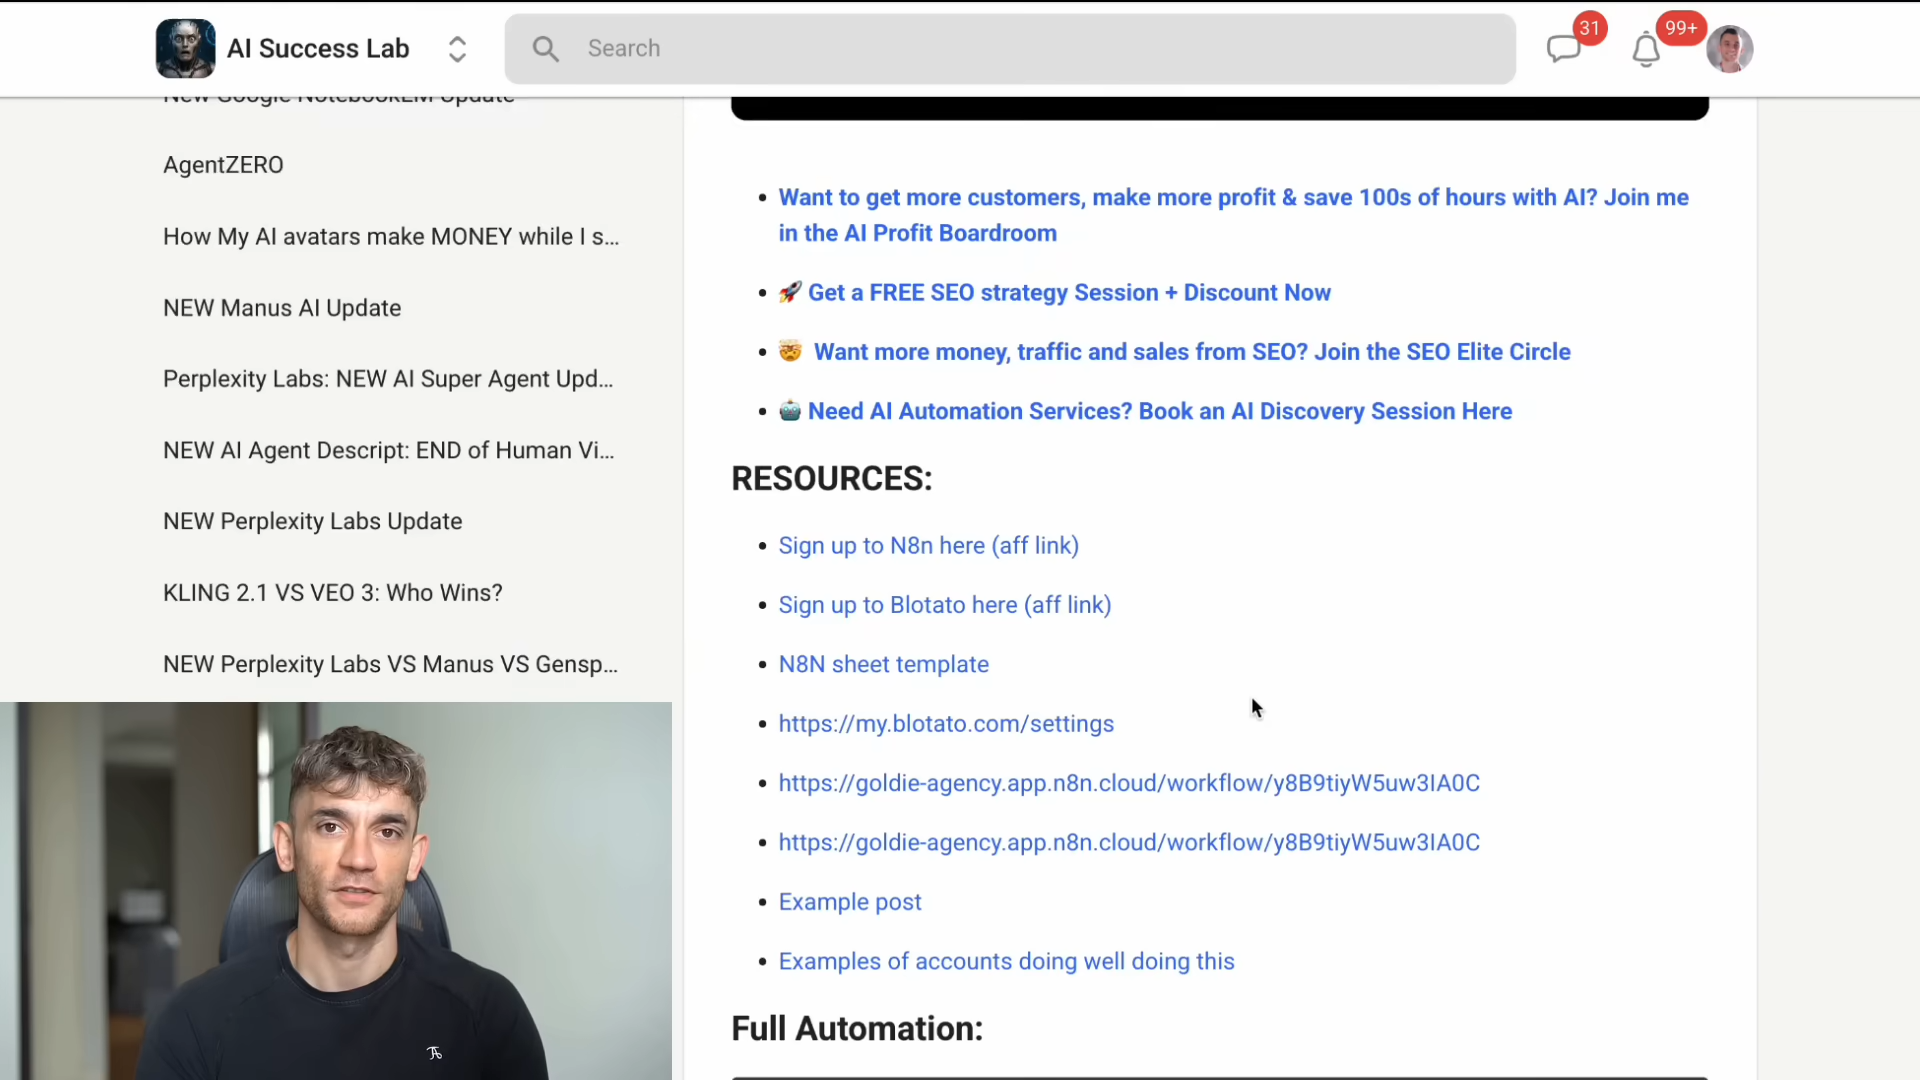 AI Success Lab
Search
31
99+
New Google NotebookLM Update
AgentZERO
How My AI avatars make MONEY while I s...
NEW Manus AI Update
Perplexity Labs: NEW AI Super Agent Upd...
NEW AI Agent Descript: END of Human Vi...
NEW Perplexity Labs Update
KLING 2.1 VS VEO 3: Who Wins?
NEW Perplexity Labs VS Manus VS Gensp...
Want to get more customers, make more profit & save 100s of hours with AI? Join me
in the AI Profit Boardroom
🚀 Get a FREE SEO strategy Session + Discount Now
🤯 Want more money, traffic and sales from SEO? Join the SEO Elite Circle
🤖 Need AI Automation Services? Book an AI Discovery Session Here
RESOURCES:
Sign up to N8n here (aff link)
Sign up to Blotato here (aff link)
N8N sheet template
https://my.blotato.com/settings
https://goldie-agency.app.n8n.cloud/workflow/y8B9tiyW5uw3IA0C
https://goldie-agency.app.n8n.cloud/workflow/y8B9tiyW5uw3IA0C
Example post
Examples of accounts doing well doing this
Full Automation: